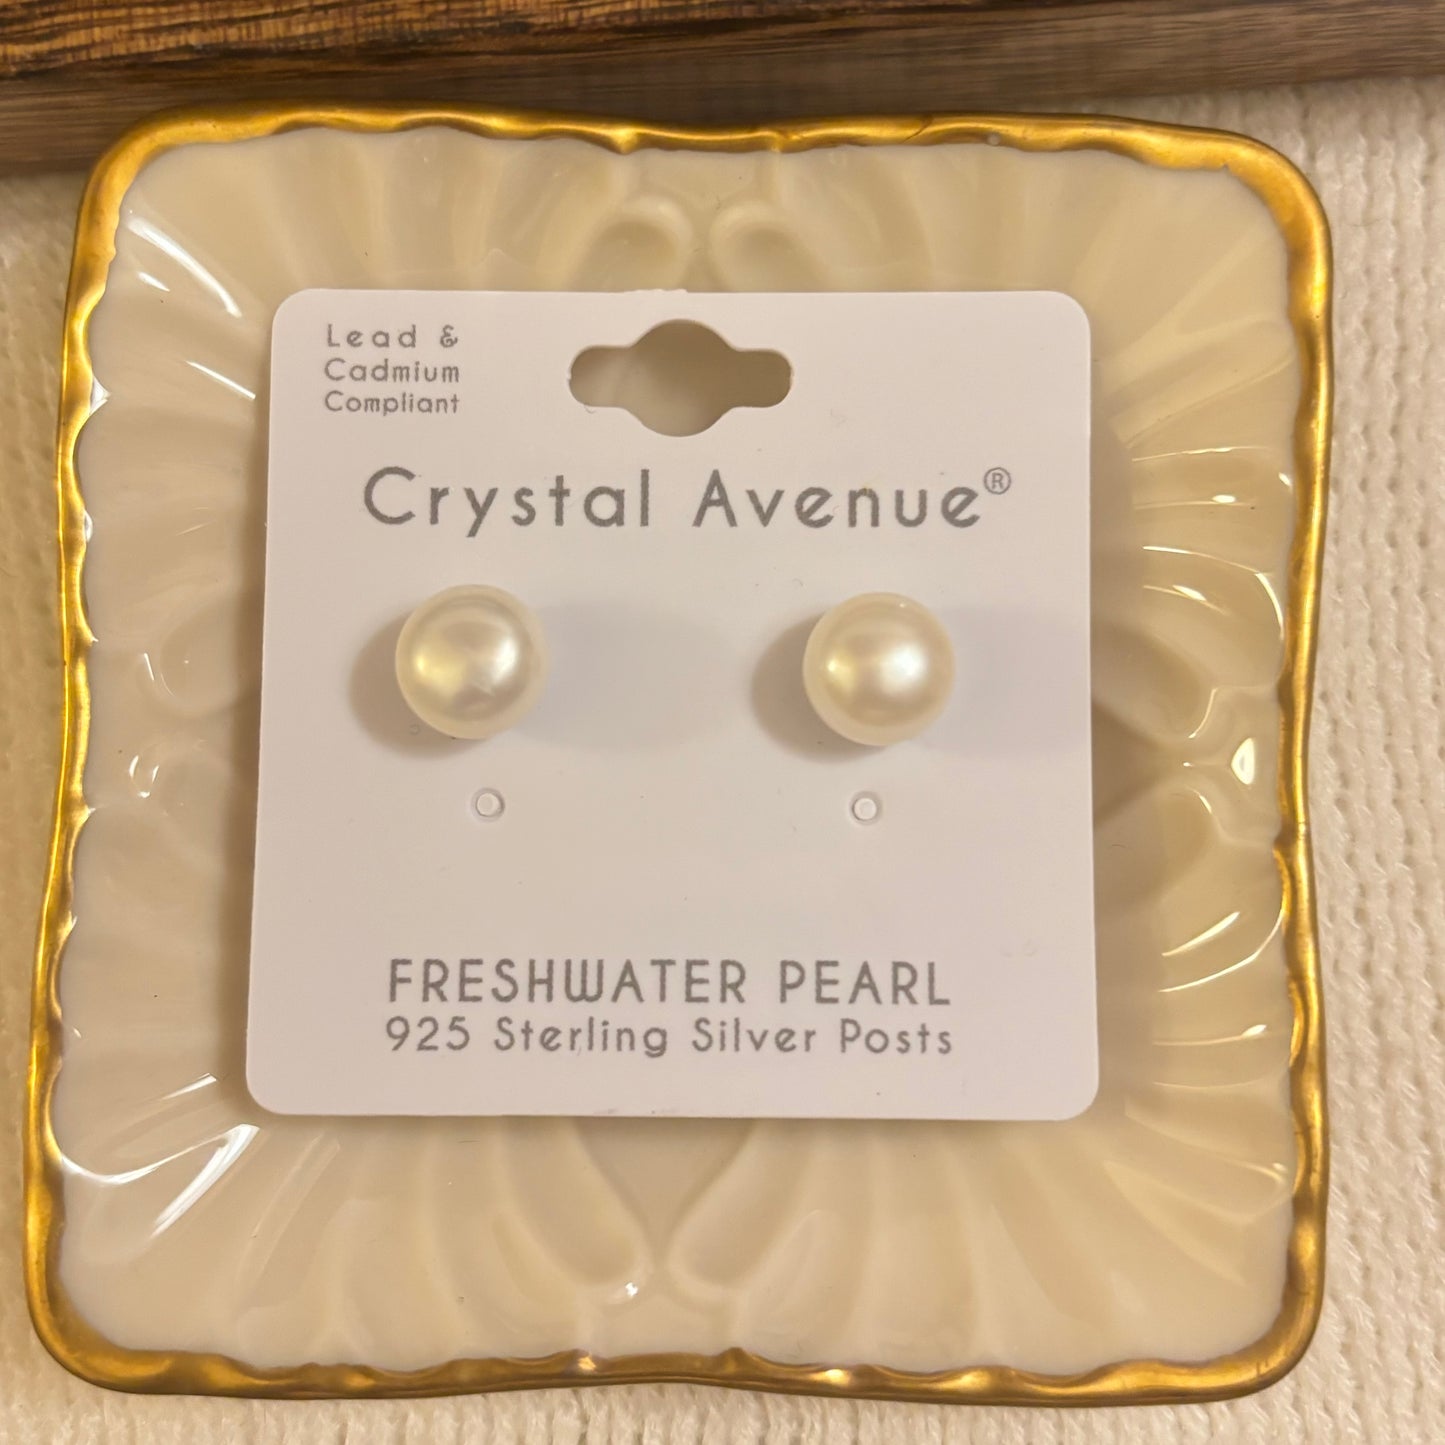 Lead &
Cadmium
Compliant
Crystal Avenue®
FRESHWATER PEARL
925 Sterling Silver Posts